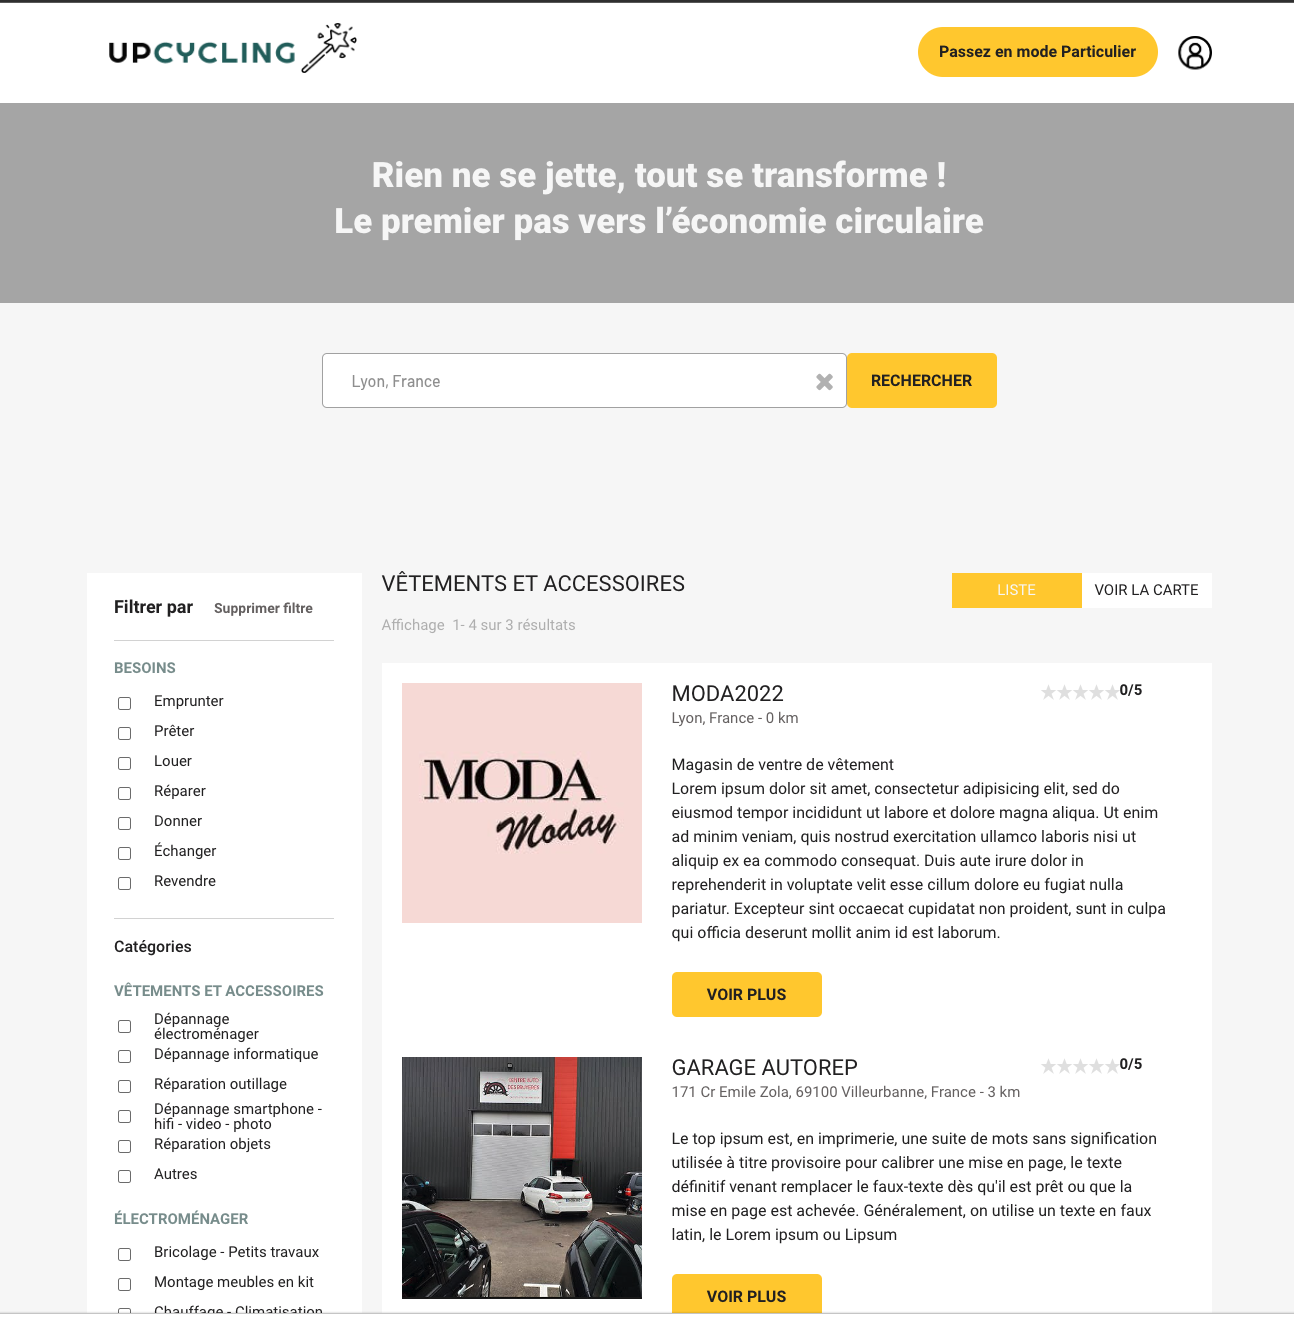 UPCYCLING
Passez en mode Particulier
Rien ne se jette, tout se transforme !
Le premier pas vers l’économie circulaire
Lyon, France
RECHERCHER
Filtrer par Supprimer filtre
BESOINS
Emprunter
Prêter
Louer
Réparer
Donner
Échanger
Revendre
Catégories
VÊTEMENTS ET ACCESSOIRES
Dépannage
électroménager
Dépannage informatique
Réparation outillage
Dépannage smartphone -
hifi - video - photo
Réparation objets
Autres
ÉLECTROMÉNAGER
Bricolage - Petits travaux
Montage meubles en kit
Chauffage - Climatisation
VÊTEMENTS ET ACCESSOIRES
LISTE
VOIR LA CARTE
Affichage 1- 4 sur 3 résultats
MODA
Moday
MODA2022
0/5
Lyon, France - 0 km
Magasin de ventre de vêtement
Lorem ipsum dolor sit amet, consectetur adipisicing elit, sed do
eiusmod tempor incididunt ut labore et dolore magna aliqua. Ut enim
ad minim veniam, quis nostrud exercitation ullamco laboris nisi ut
aliquip ex ea commodo consequat. Duis aute irure dolor in
reprehenderit in voluptate velit esse cillum dolore eu fugiat nulla
pariatur. Excepteur sint occaecat cupidatat non proident, sunt in culpa
qui officia deserunt mollit anim id est laborum.
VOIR PLUS
GARAGE AUTOREP
0/5
171 Cr Emile Zola, 69100 Villeurbanne, France - 3 km
Le top ipsum est, en imprimerie, une suite de mots sans signification
utilisée à titre provisoire pour calibrer une mise en page, le texte
définitif venant remplacer le faux-texte dès qu'il est prêt ou que la
mise en page est achevée. Généralement, on utilise un texte en faux
latin, le Lorem ipsum ou Lipsum
VOIR PLUS